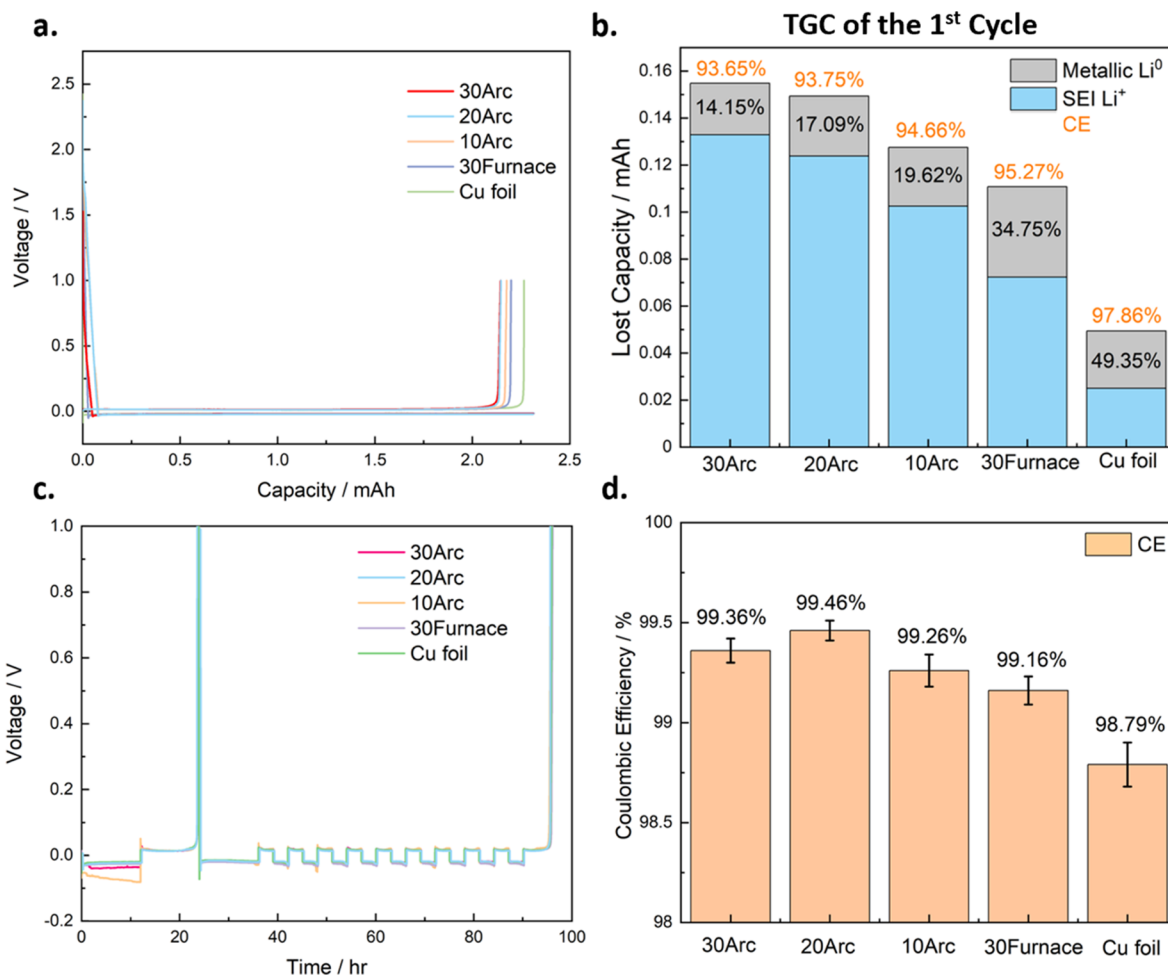 a.
2.5
2.0
1.5
1.0
0.5
0.0
Voltage / V
30Arc
20Arc
10Arc
30Furnace
Cu foil
0.0 0.5 1.0 1.5 2.0 2.5
Capacity / mAh
b.
TGC of the 1st Cycle
0.16
0.14
0.12
0.1
0.08
0.06
0.04
0.02
0
Lost Capacity / mAh
Metallic Li0
SEI Li+
CE
93.65%
93.75%
94.66%
95.27%
97.86%
14.15%
17.09%
19.62%
34.75%
49.35%
30Arc 20Arc 10Arc 30Furnace Cu foil
c.
1.0
0.8
0.6
0.4
0.2
0.0
-0.2
Voltage / V
30Arc
20Arc
10Arc
30Furnace
Cu foil
0 20 40 60 80 100
Time / hr
d.
100
99.5
99
98.5
98
Coulombic Efficiency / %
CE
99.36%
99.46%
99.26%
99.16%
98.79%
30Arc 20Arc 10Arc 30Furnace Cu foil